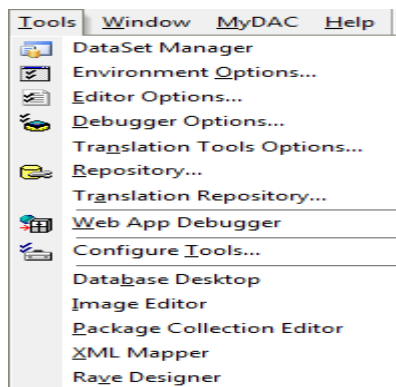 Tools Window MyDAC Help
DataSet Manager
Environment Options...
Editor Options...
Debugger Options...
Translation Tools Options...
Repository...
Translation Repository...
Web App Debugger
Configure Tools...
Database Desktop
Image Editor
Package Collection Editor
XML Mapper
Rave Designer